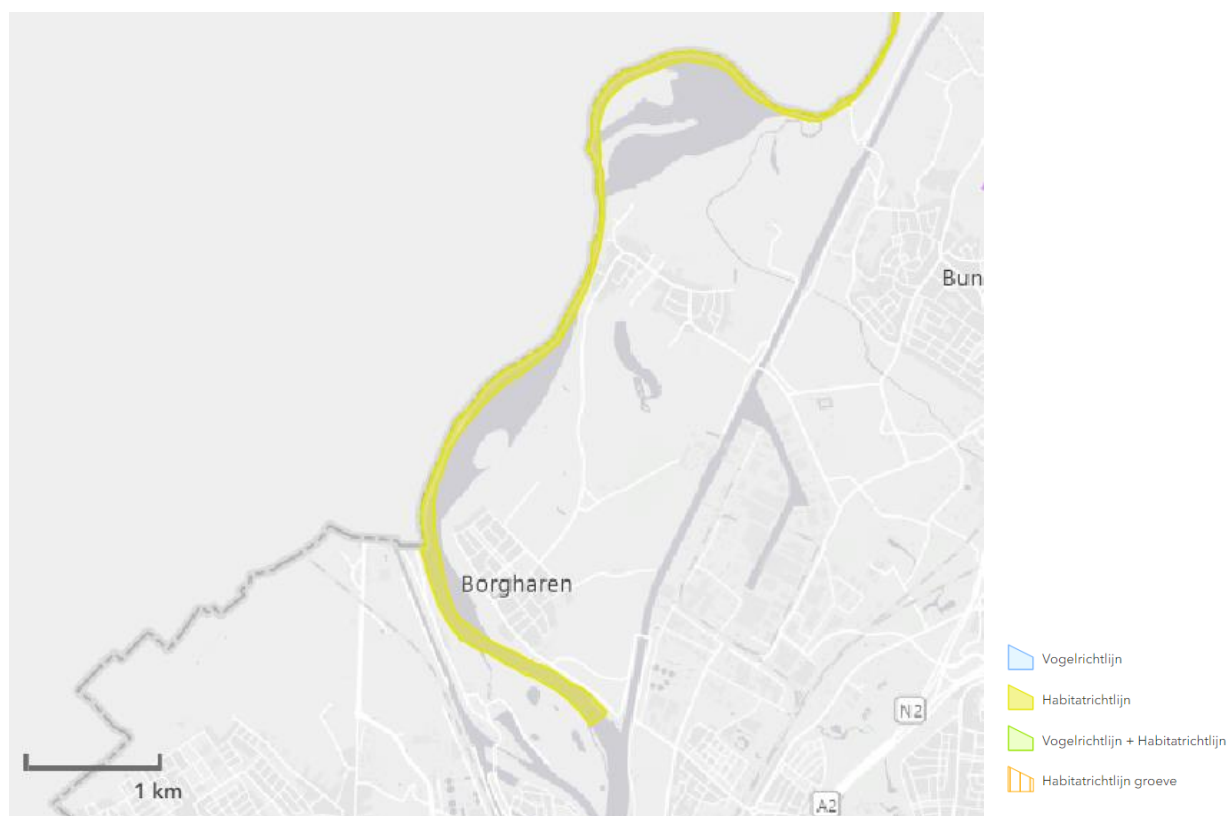 Bun
Borgharen
N2
A2
1 km
Vogelrichtlijn
Habitatrichtlijn
Vogelrichtlijn + Habitatrichtlijn
Habitatrichtlijn groeve